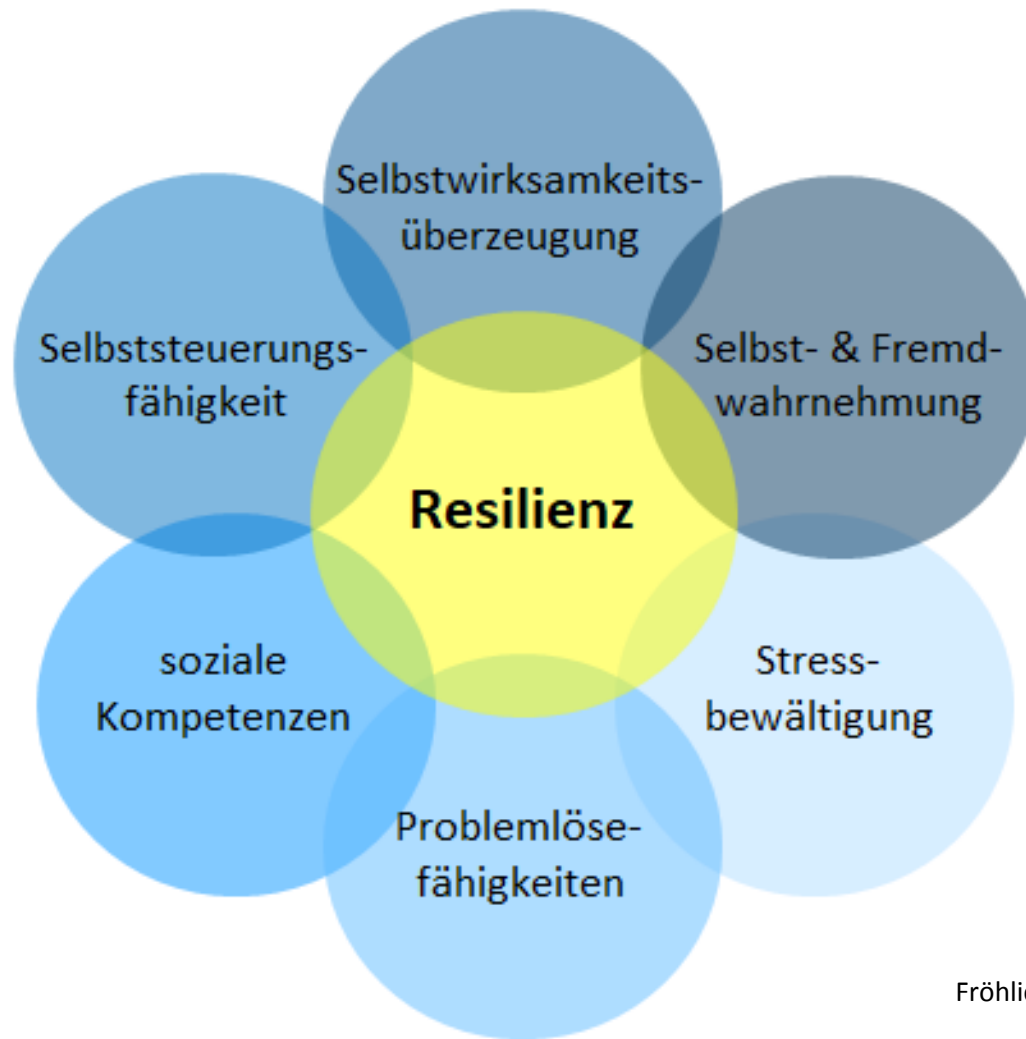 Selbstwirksamkeits-
überzeugung
Selbststeuerungs-
fähigkeit
Selbst- & Fremd-
wahrnehmung
Resilienz
soziale
Kompetenzen
Stress-
bewältigung
Problemlöse-
fähigkeiten